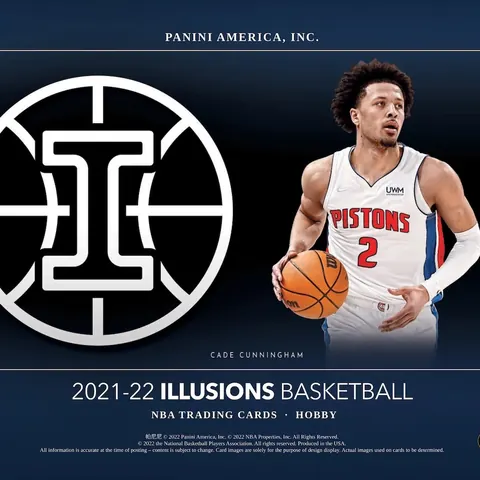 PANINI AMERICA, INC.
I
UWM
PISTONS
2
CADE CUNNINGHAM
2021-22 ILLUSIONS BASKETBALL
NBA TRADING CARDS · HOBBY
帕尼尼 © 2022 Panini America, Inc. © 2022 NBA Properties, Inc. All Rights Reserved.
© 2022 the National Basketball Players Association. All rights reserved. Produced in the USA.
All information is accurate at the time of posting – content is subject to change. Card images are solely for the purpose of design display. Actual images used on cards to be determined.